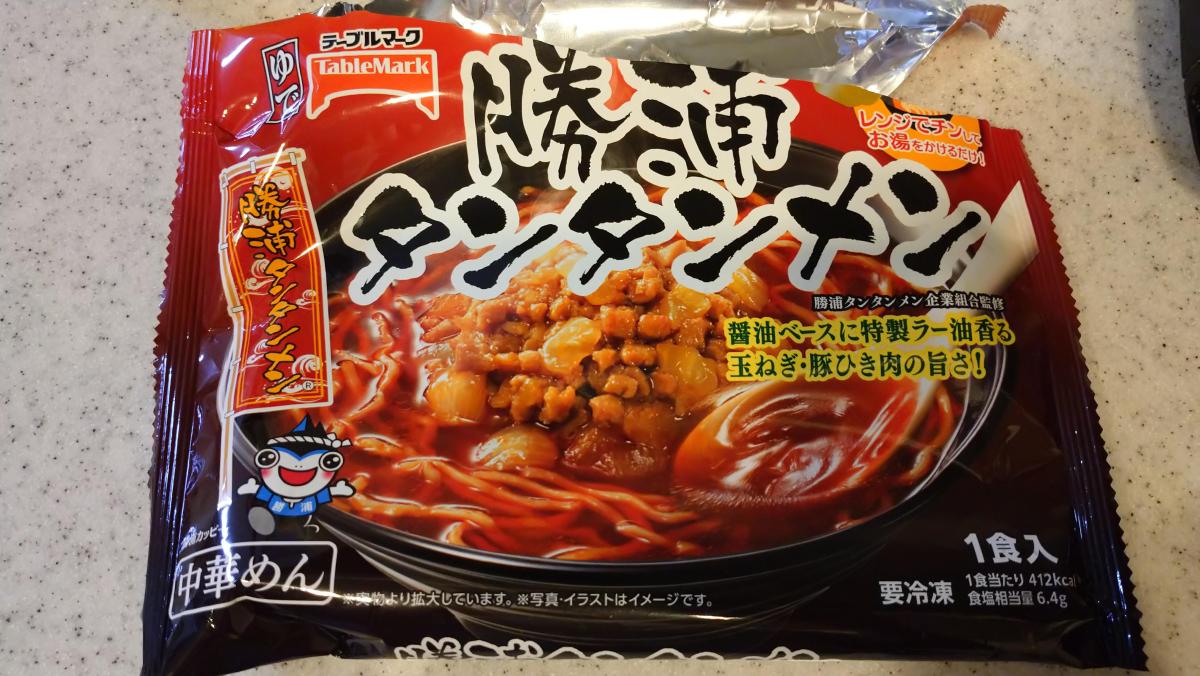 テーブルマーク
TableMark
ゆで
勝浦
タンタンメン
レンジでチンして
お湯をかけるだけ!
勝浦タンタンメン®
勝浦タンタンメン企業組合監修
醤油ベースに特製ラー油香る
玉ねぎ・豚ひき肉の旨さ!
勝浦
カッピー
中華めん
※実物より拡大しています。※写真・イラストはイメージです。
1食入
要冷凍
1食当たり 412kcal
食塩相当量 6.4g